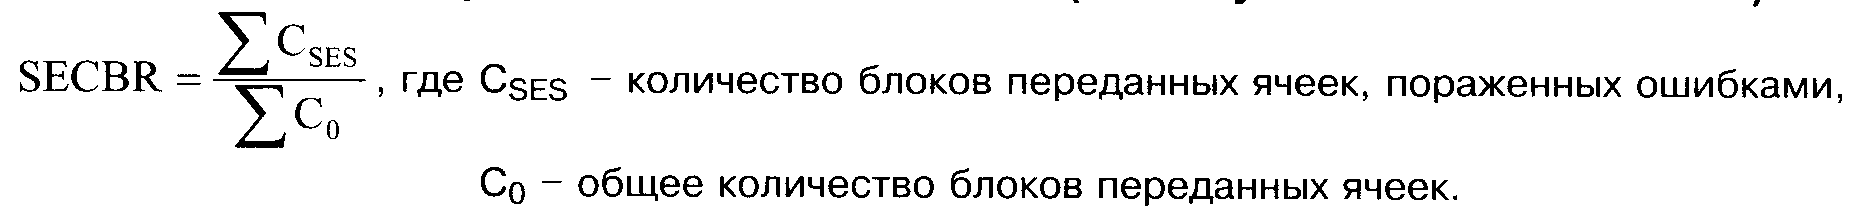 SECBR = ∑C_SES / ∑C_0, где C_SES – количество блоков переданных ячеек, пораженных ошибками,
C_0 – общее количество блоков переданных ячеек.